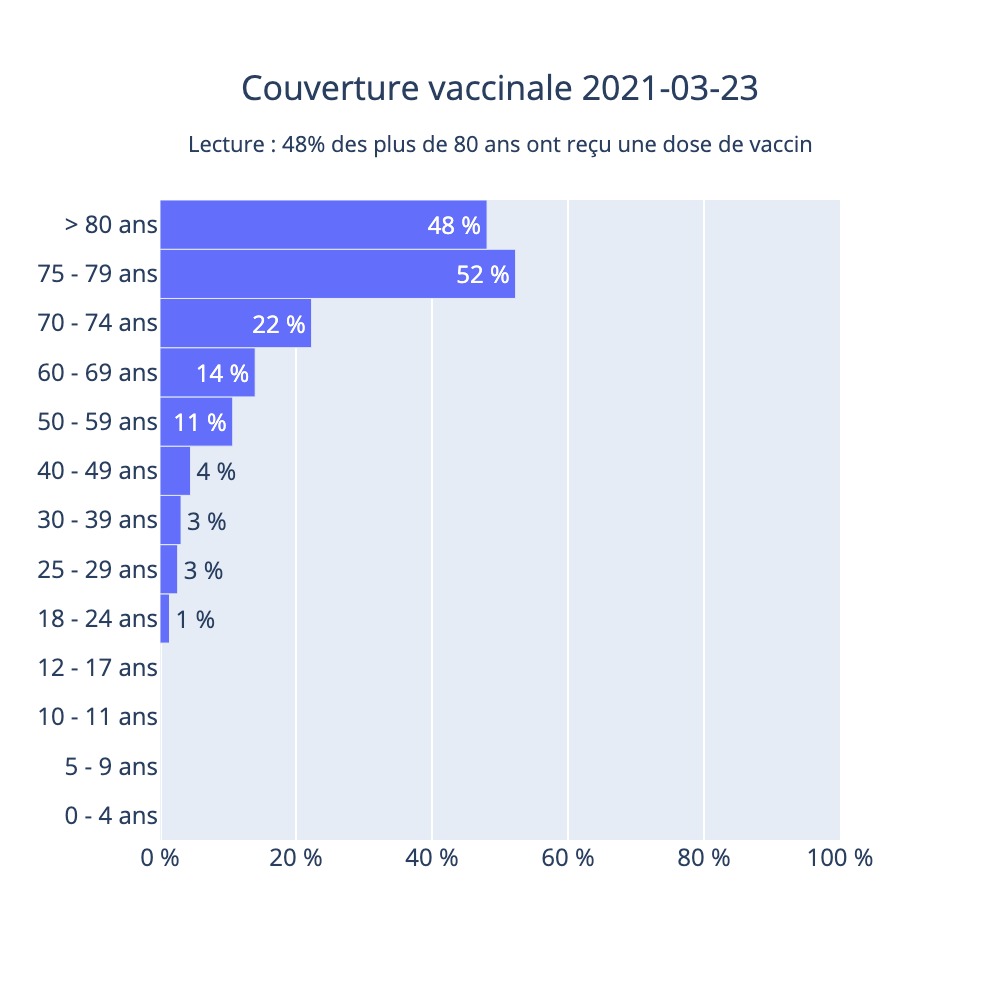 Couverture vaccinale 2021-03-23
Lecture : 48% des plus de 80 ans ont reçu une dose de vaccin
> 80 ans 48 %
75 - 79 ans 52 %
70 - 74 ans 22 %
60 - 69 ans 14 %
50 - 59 ans 11 %
40 - 49 ans 4 %
30 - 39 ans 3 %
25 - 29 ans 3 %
18 - 24 ans 1 %
12 - 17 ans
10 - 11 ans
5 - 9 ans
0 - 4 ans
0 % 20 % 40 % 60 % 80 % 100 %